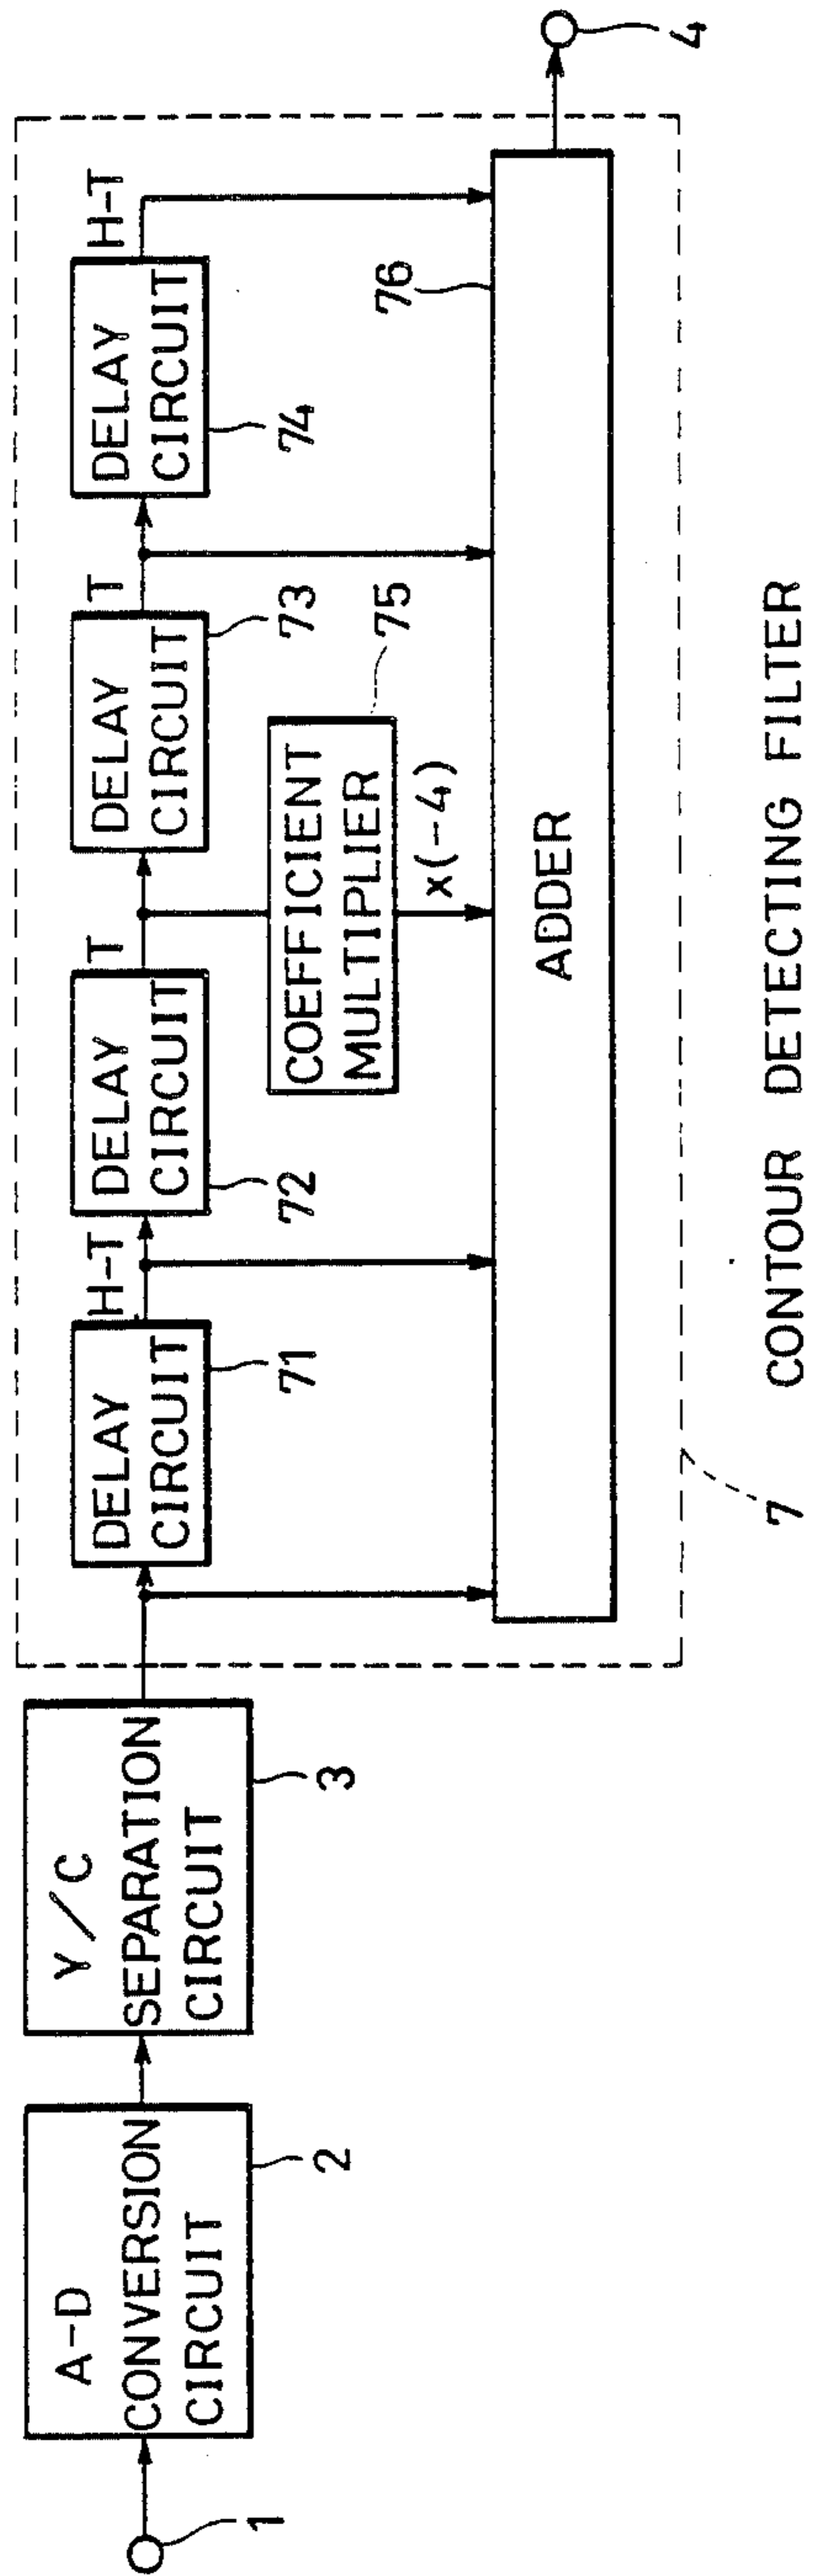 1
A-D
CONVERSION
CIRCUIT
2
Y/C
SEPARATION
CIRCUIT
3
DELAY
CIRCUIT
71
H-T
DELAY
CIRCUIT
72
T
DELAY
CIRCUIT
73
T
DELAY
CIRCUIT
74
H-T
COEFFICIENT
MULTIPLIER
75
x(-4)
ADDER
76
4
7
CONTOUR DETECTING FILTER